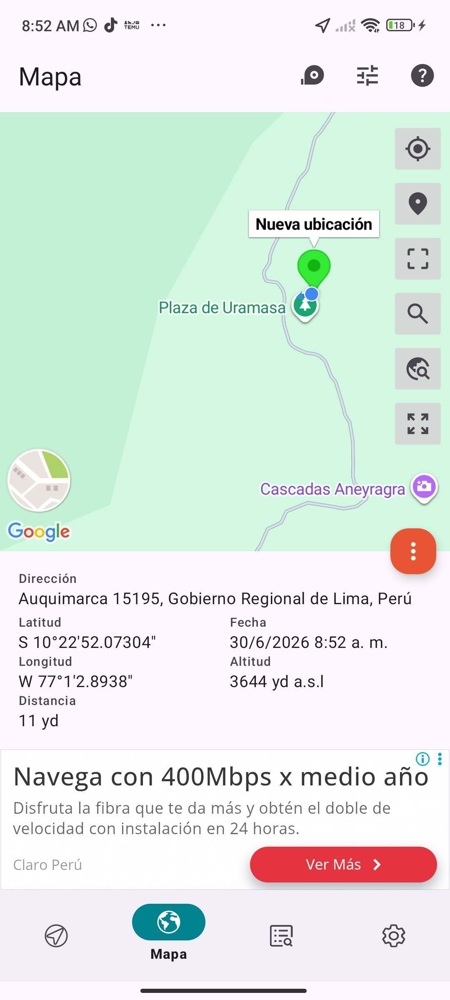 8:52 AM
TEMU
18
Mapa
Nueva ubicación
Plaza de Uramasa
Cascadas Aneyragra
Google
Dirección
Auquimarca 15195, Gobierno Regional de Lima, Perú
Latitud
S 10°22'52.07304"
Fecha
30/6/2026 8:52 a. m.
Longitud
W 77°1'2.8938"
Altitud
3644 yd a.s.l
Distancia
11 yd
Navega con 400Mbps x medio año
Disfruta la fibra que te da más y obtén el doble de
velocidad con instalación en 24 horas.
Claro Perú
Ver Más
Mapa